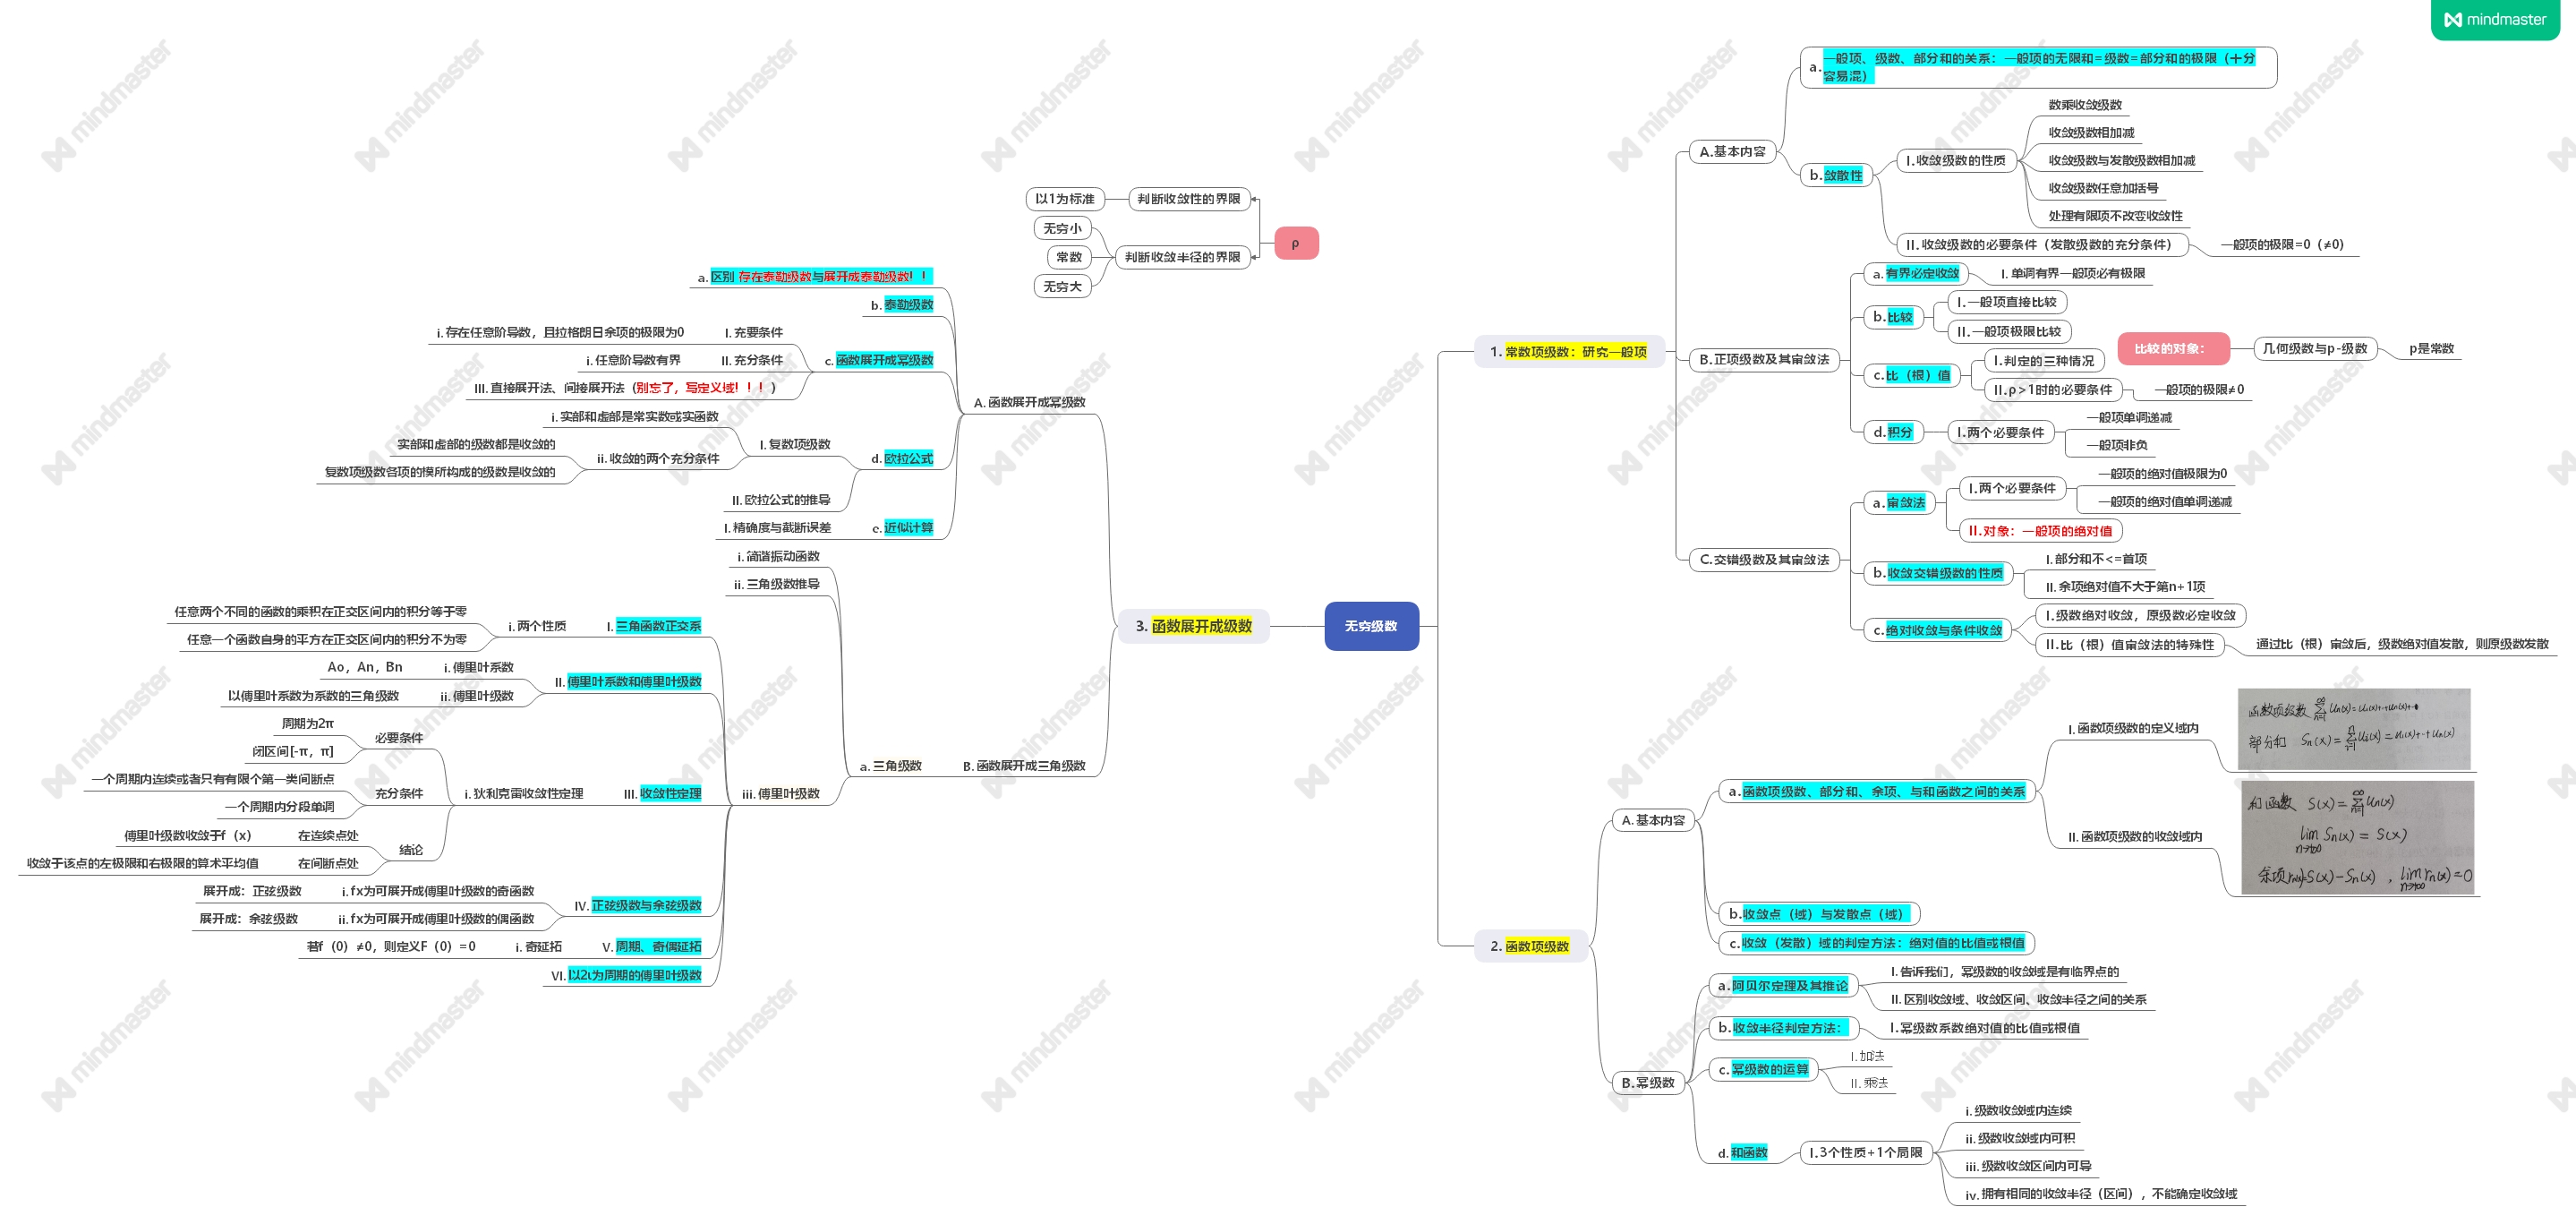 mindmaster
无穷级数
1. 常数项级数：研究一般项
A.基本内容
a.一般项、级数、部分和的关系：一般项的无限和=级数=部分和的极限（十分
容易混）
b.敛散性
I.收敛级数的性质
数乘收敛级数
收敛级数相加减
收敛级数与发散级数相加减
收敛级数任意加括号
处理有限项不改变收敛性
II.收敛级数的必要条件（发散级数的充分条件）
一般项的极限=0（≠0）
B.正项级数及其审敛法
a.有界必定收敛
I.单调有界一般项必有极限
b.比较
I.一般项直接比较
II.一般项极限比较
c.比（根）值
I.判定的三种情况
II.ρ>1时的必要条件
一般项的极限≠0
d.积分
I.两个必要条件
一般项单调递减
一般项非负
比较的对象：
几何级数与p-级数
p是常数
C.交错级数及其审敛法
a.审敛法
I.两个必要条件
一般项的绝对值极限为0
一般项的绝对值单调递减
II.对象：一般项的绝对值
b.收敛交错级数的性质
I.部分和不<=首项
II.余项绝对值不大于第n+1项
c.绝对收敛与条件收敛
I.级数绝对收敛，原级数必定收敛
II.比（根）值审敛法的特殊性
通过比（根）审敛后，级数绝对值发散，则原级数发散
2. 函数项级数
A.基本内容
a.函数项级数、部分和、余项、与和函数之间的关系
I.函数项级数的定义域内
函数项级数 ∑Un(x)=U1(x)+…+Un(x)+…
部分和 Sn(x)=∑Ui(x)=U1(x)+…+Un(x)
II.函数项级数的收敛域内
和函数 S(x)=∑Un(x)
lim Sn(x)=S(x)
余项rn(x)=S(x)-Sn(x)，lim rn(x)=0
b.收敛点（域）与发散点（域）
c.收敛（发散）域的判定方法：绝对值的比值或根值
B.幂级数
a.阿贝尔定理及其推论
I.告诉我们，幂级数的收敛域是有临界点的
II.区别收敛域、收敛区间、收敛半径之间的关系
b.收敛半径判定方法：
I.幂级数系数绝对值的比值或根值
c.幂级数的运算
I.加法
II.乘法
d.和函数
I.3个性质+1个局限
i.级数收敛域内连续
ii.级数收敛域内可积
iii.级数收敛区间内可导
iv.拥有相同的收敛半径（区间），不能确定收敛域
ρ
判断收敛性的界限
以1为标准
判断收敛半径的界限
无穷小
常数
无穷大
3. 函数展开成级数
A.函数展开成幂级数
a.区别 存在泰勒级数与展开成泰勒级数！！
b.泰勒级数
c.函数展开成幂级数
I.充要条件
i.存在任意阶导数，且拉格朗日余项的极限为0
II.充分条件
i.任意阶导数有界
III.直接展开法、间接展开法（别忘了，写定义域！！！）
d.欧拉公式
I.复数项级数
i.实部和虚部是常实数或实函数
ii.收敛的两个充分条件
实部和虚部的级数都是收敛的
复数项级数各项的模所构成的级数是收敛的
II.欧拉公式的推导
e.近似计算
I.精确度与截断误差
B.函数展开成三角级数
a.三角级数
i.简谐振动函数
ii.三角级数推导
iii.傅里叶级数
I.三角函数正交系
i.两个性质
任意两个不同的函数的乘积在正交区间内的积分等于零
任意一个函数自身的平方在正交区间内的积分不为零
II.傅里叶系数和傅里叶级数
i.傅里叶系数
Ao，An，Bn
ii.傅里叶级数
以傅里叶系数为系数的三角级数
III.收敛性定理
i.狄利克雷收敛性定理
必要条件
周期为2π
闭区间[-π，π]
充分条件
一个周期内连续或者只有有限个第一类间断点
一个周期内分段单调
结论
在连续点处
傅里叶级数收敛于f（x）
在间断点处
收敛于该点的左极限和右极限的算术平均值
IV.正弦级数与余弦级数
i.fx为可展开成傅里叶级数的奇函数
展开成：正弦级数
ii.fx为可展开成傅里叶级数的偶函数
展开成：余弦级数
V.周期、奇偶延拓
i.奇延拓
若f（0）≠0，则定义F（0）=0
VI.以2ι为周期的傅里叶级数